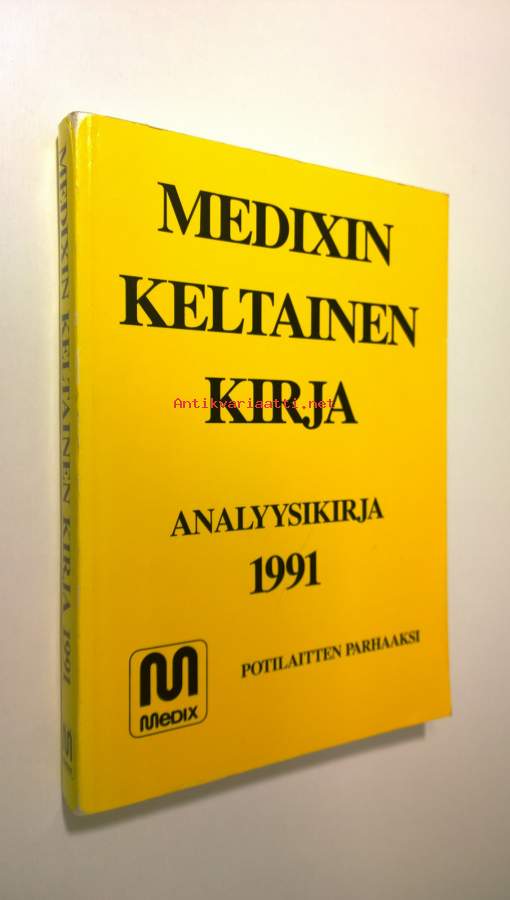 MEDIXIN
KELTAINEN
KIRJA
Antikvariaatti.net
ANALYYSIKIRJA
1991
POTILAITTEN PARHAAKSI
M
MEDIX
MEDIXIN KELTAINEN KIRJA 1991